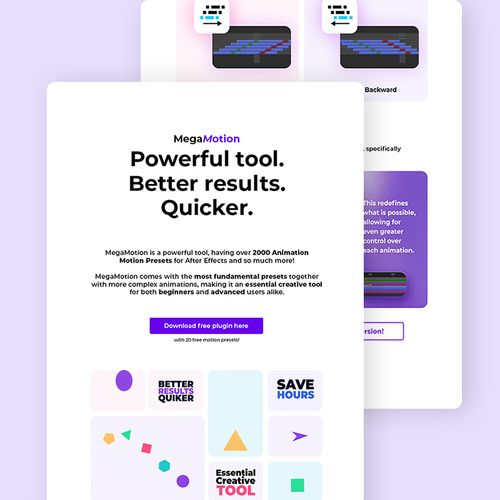 MegaMotion
Powerful tool.
Better results.
Quicker.
MegaMotion is a powerful tool, having over 2000 Animation
Motion Presets for After Effects and so much more!
MegaMotion comes with the most fundamental presets together
with more complex animations, making it an essential creative tool
for both beginners and advanced users alike.
Download free plugin here
with 20 free motion presets!
BETTER
RESULTS
QUIKER
SAVE
HOURS
Essential
Creative
TOOL
Backward
specifically
This redefines
what is possible,
allowing for
even greater
control over
each animation.